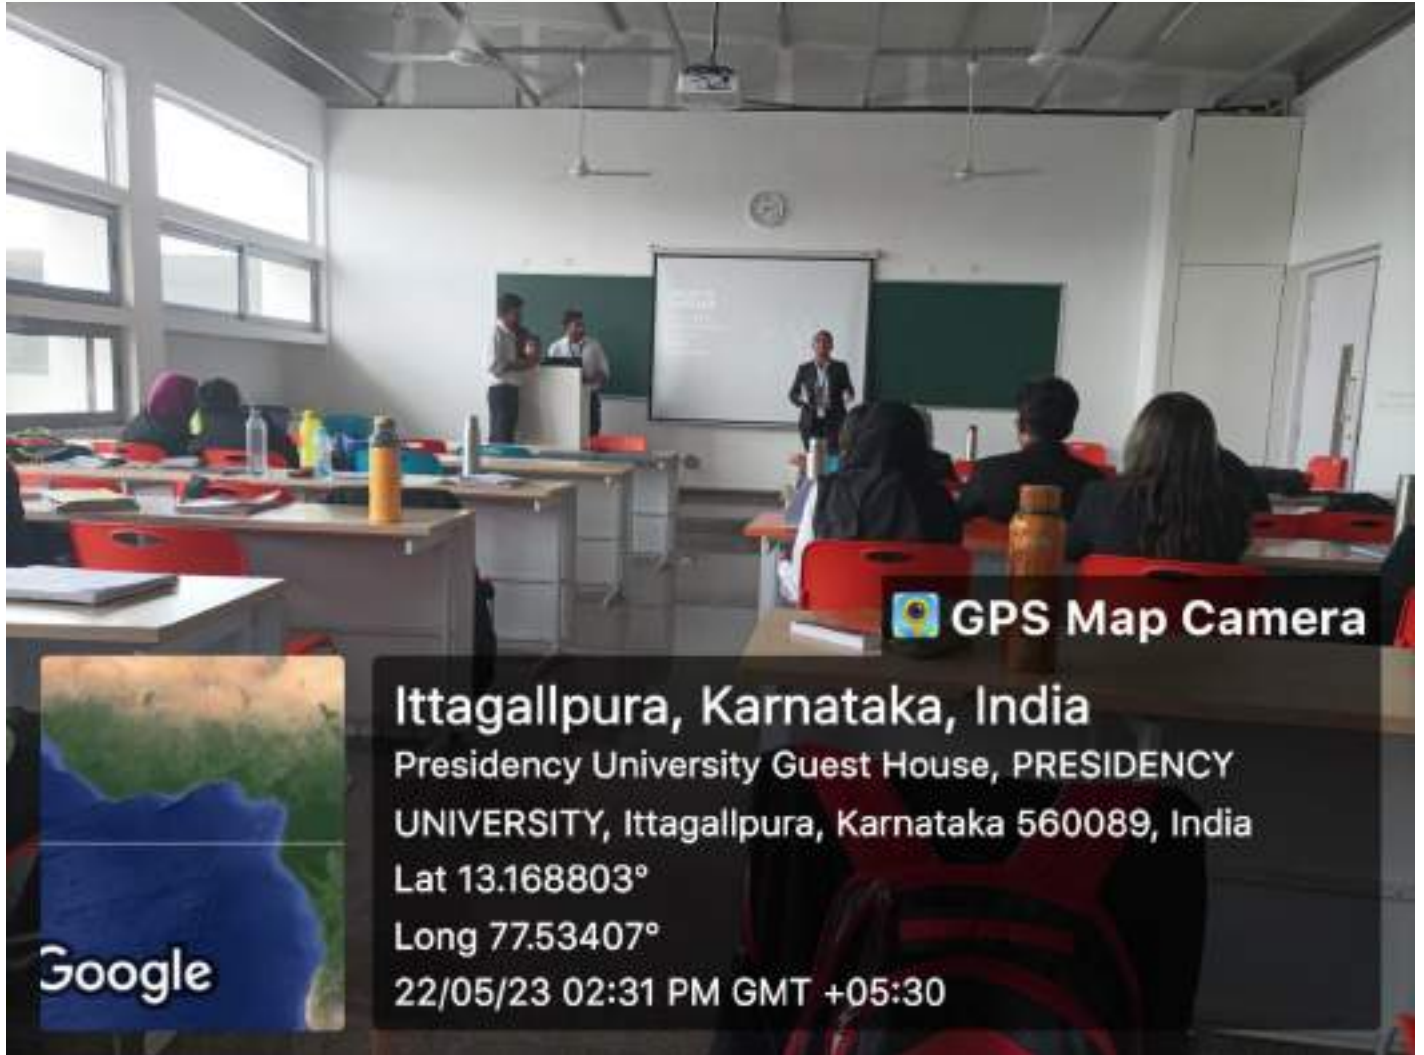 GPS Map Camera
Ittagallpura, Karnataka, India
Presidency University Guest House, PRESIDENCY
UNIVERSITY, Ittagallpura, Karnataka 560089, India
Lat 13.168803°
Long 77.53407°
22/05/23 02:31 PM GMT +05:30
Google